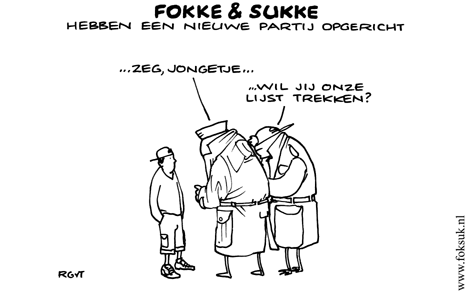 FOKKE & SUKKE
HEBBEN EEN NIEUWE PARTIJ OPGERICHT
...ZEG, JONGETJE...
...WIL JIJ ONZE
LIJST TREKKEN?
RGVT
www.foksuk.nl